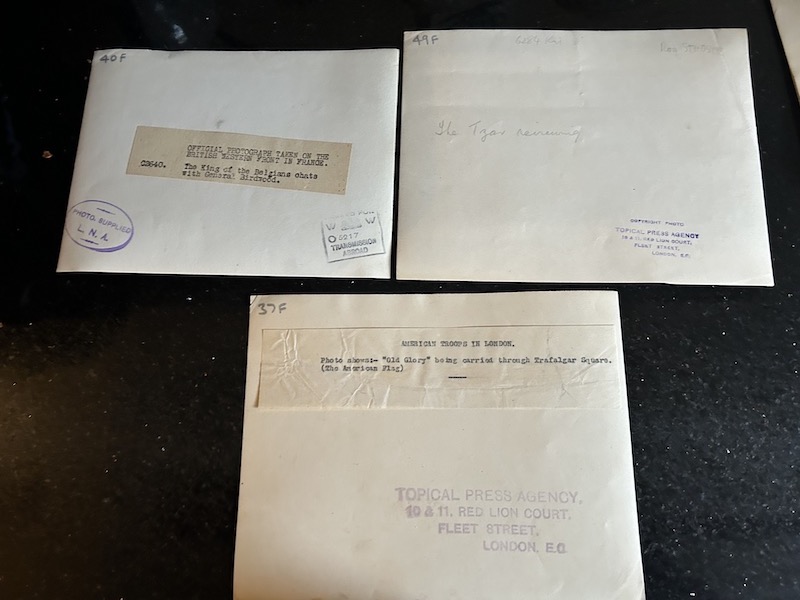 40F
OFFICIAL PHOTOGRAPH TAKEN ON THE
BRITISH WESTERN FRONT IN FRANCE.
C2640. The King of the Belgians chats
with General Birdwood.
PHOTO. SUPPLIED
L.N.A.
FOR
W W
O 5217
TRANSMISSION
ABROAD
49F
The Tzar reviewing
COPYRIGHT PHOTO
TOPICAL PRESS AGENCY
10 & 11, RED LION COURT,
FLEET STREET,
LONDON, E.C.
37F
AMERICAN TROOPS IN LONDON.
Photo shows:- "Old Glory" being carried through Trafalgar Square.
(The American Flag)
TOPICAL PRESS AGENCY,
10 & 11, RED LION COURT,
FLEET STREET,
LONDON, E.C.